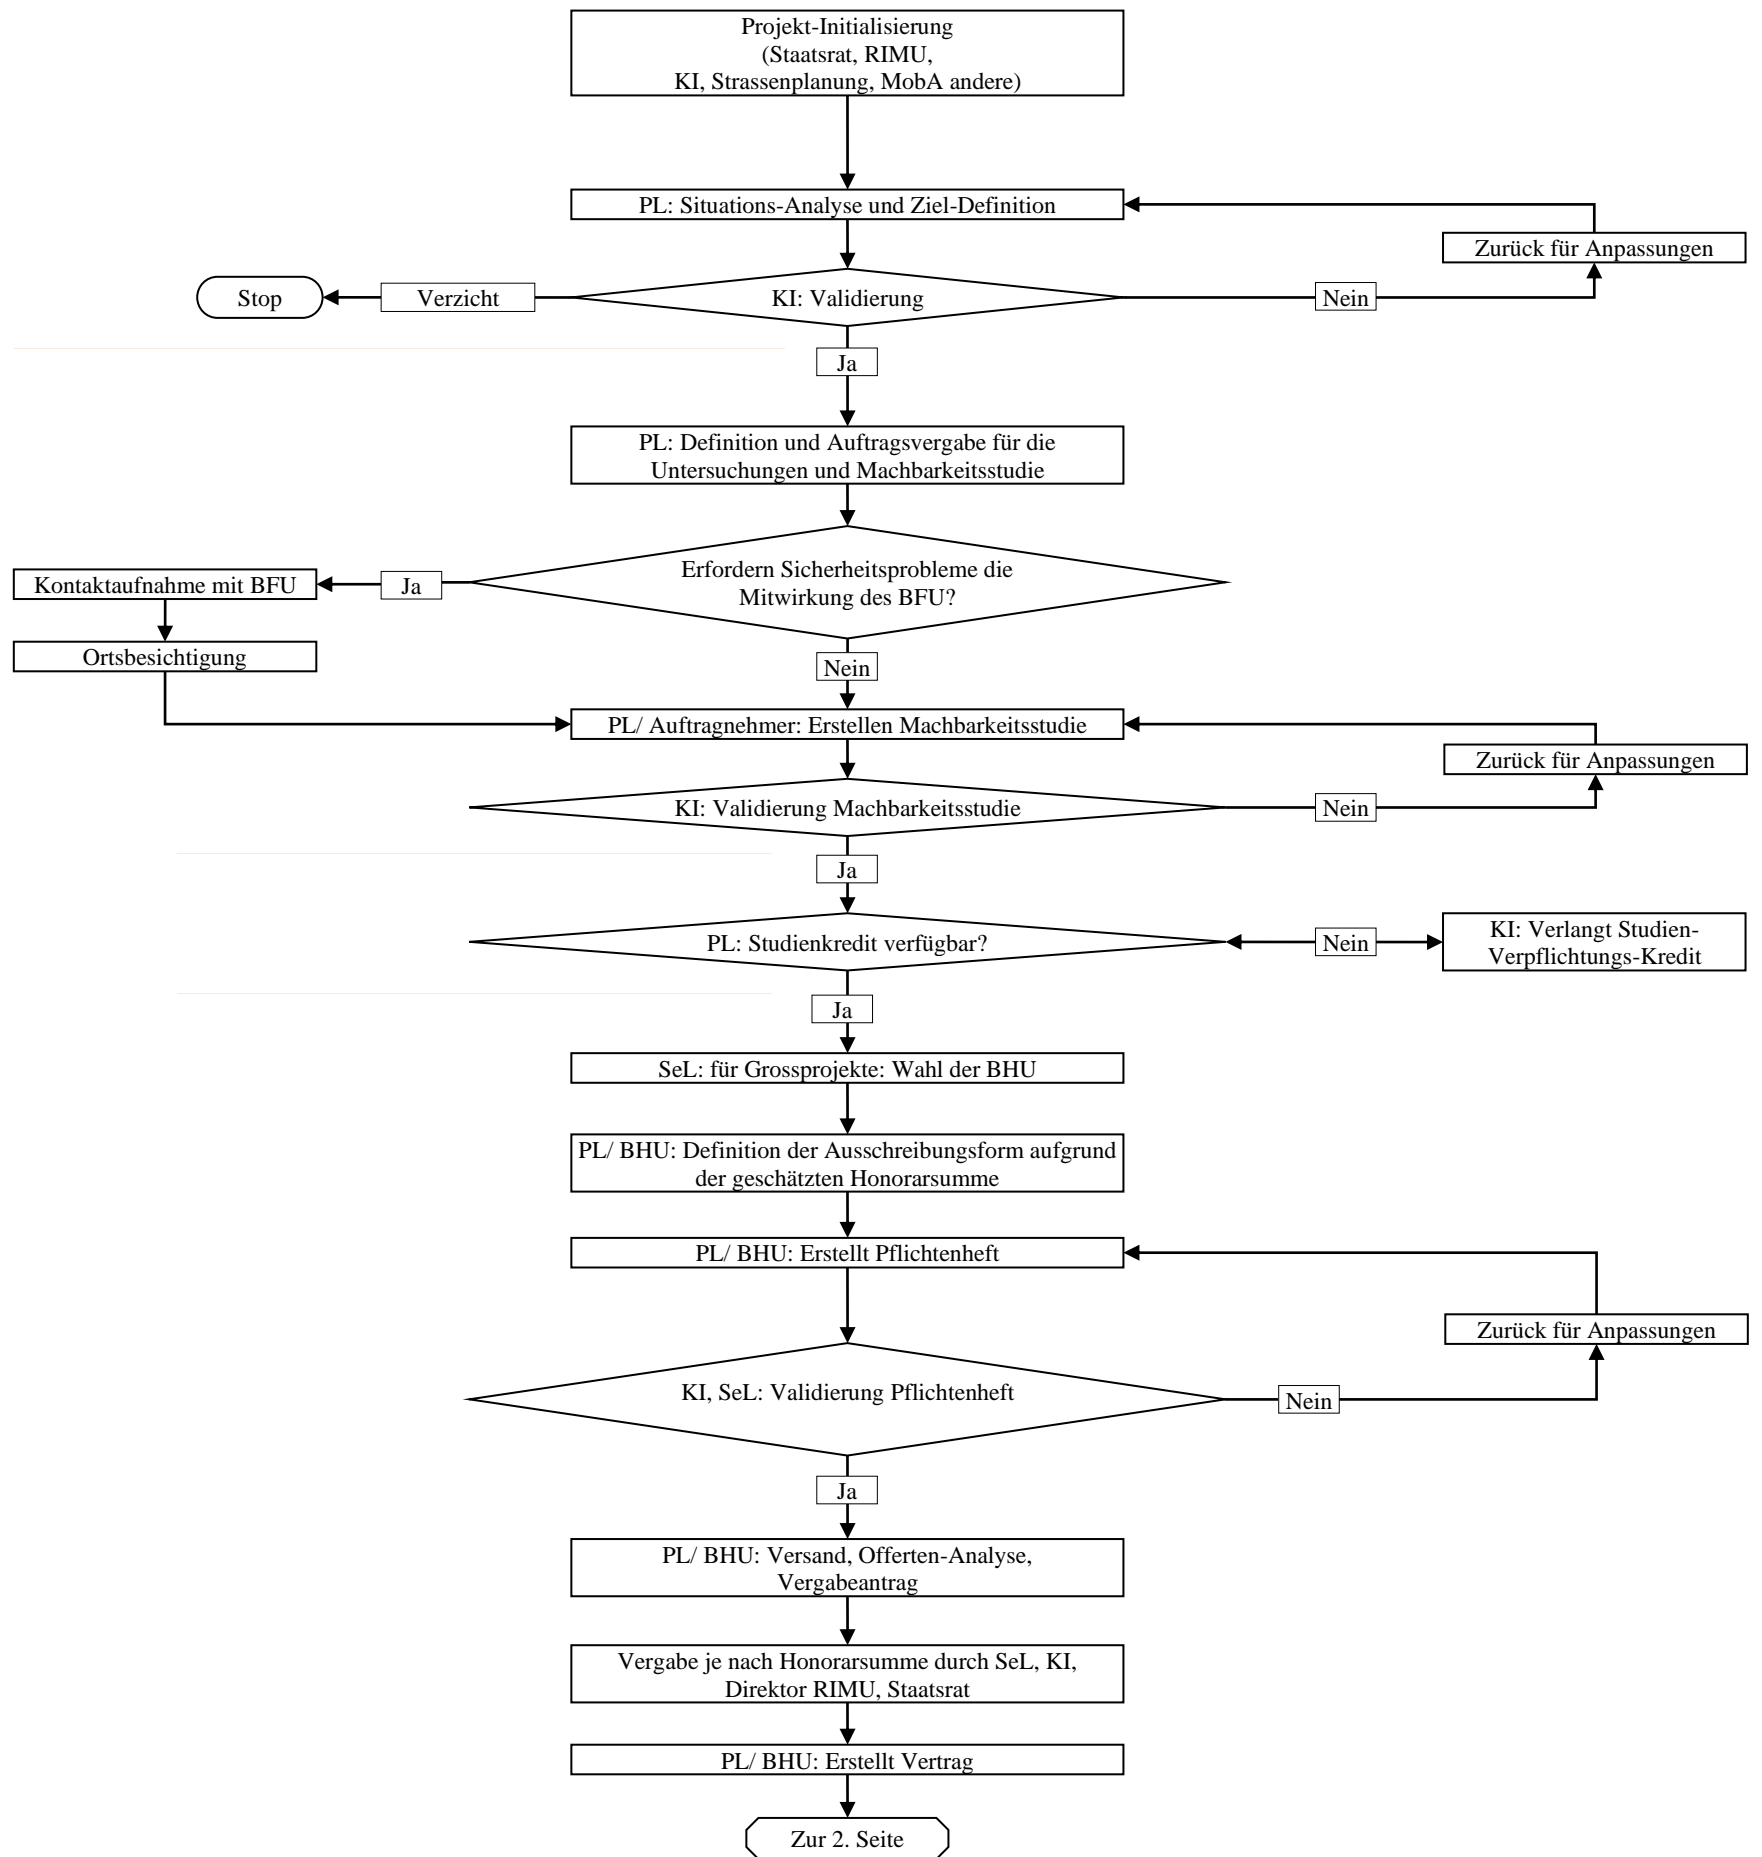 Projekt-Initialisierung
(Staatsrat, RIMU,
KI, Strassenplanung, MobA andere)
PL: Situations-Analyse und Ziel-Definition
Zurück für Anpassungen
Stop
Verzicht
KI: Validierung
Nein
Ja
PL: Definition und Auftragsvergabe für die
Untersuchungen und Machbarkeitsstudie
Kontaktaufnahme mit BFU
Ja
Erfordern Sicherheitsprobleme die
Mitwirkung des BFU?
Ortsbesichtigung
Nein
PL/ Auftragnehmer: Erstellen Machbarkeitsstudie
Zurück für Anpassungen
KI: Validierung Machbarkeitsstudie
Nein
Ja
PL: Studienkredit verfügbar?
Nein
KI: Verlangt Studien-
Verpflichtungs-Kredit
Ja
SeL: für Grossprojekte: Wahl der BHU
PL/ BHU: Definition der Ausschreibungsform aufgrund
der geschätzten Honorarsumme
PL/ BHU: Erstellt Pflichtenheft
Zurück für Anpassungen
KI, SeL: Validierung Pflichtenheft
Nein
Ja
PL/ BHU: Versand, Offerten-Analyse,
Vergabeantrag
Vergabe je nach Honorarsumme durch SeL, KI,
Direktor RIMU, Staatsrat
PL/ BHU: Erstellt Vertrag
Zur 2. Seite